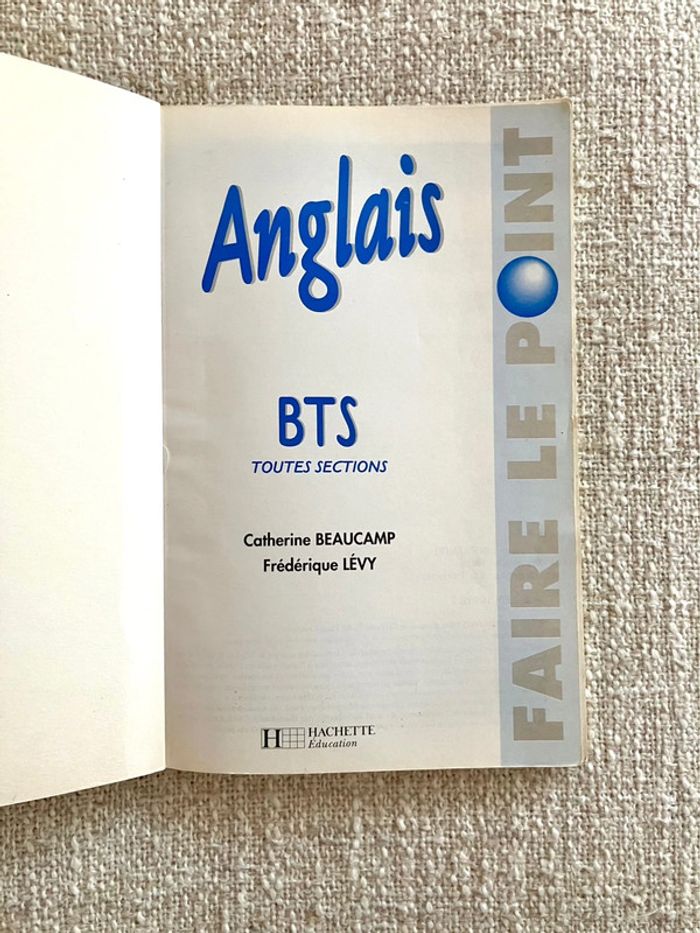 Anglais
BTS
TOUTES SECTIONS
Catherine BEAUCAMP
Frédérique LÉVY
H HACHETTE
Éducation
FAIRE LE POINT